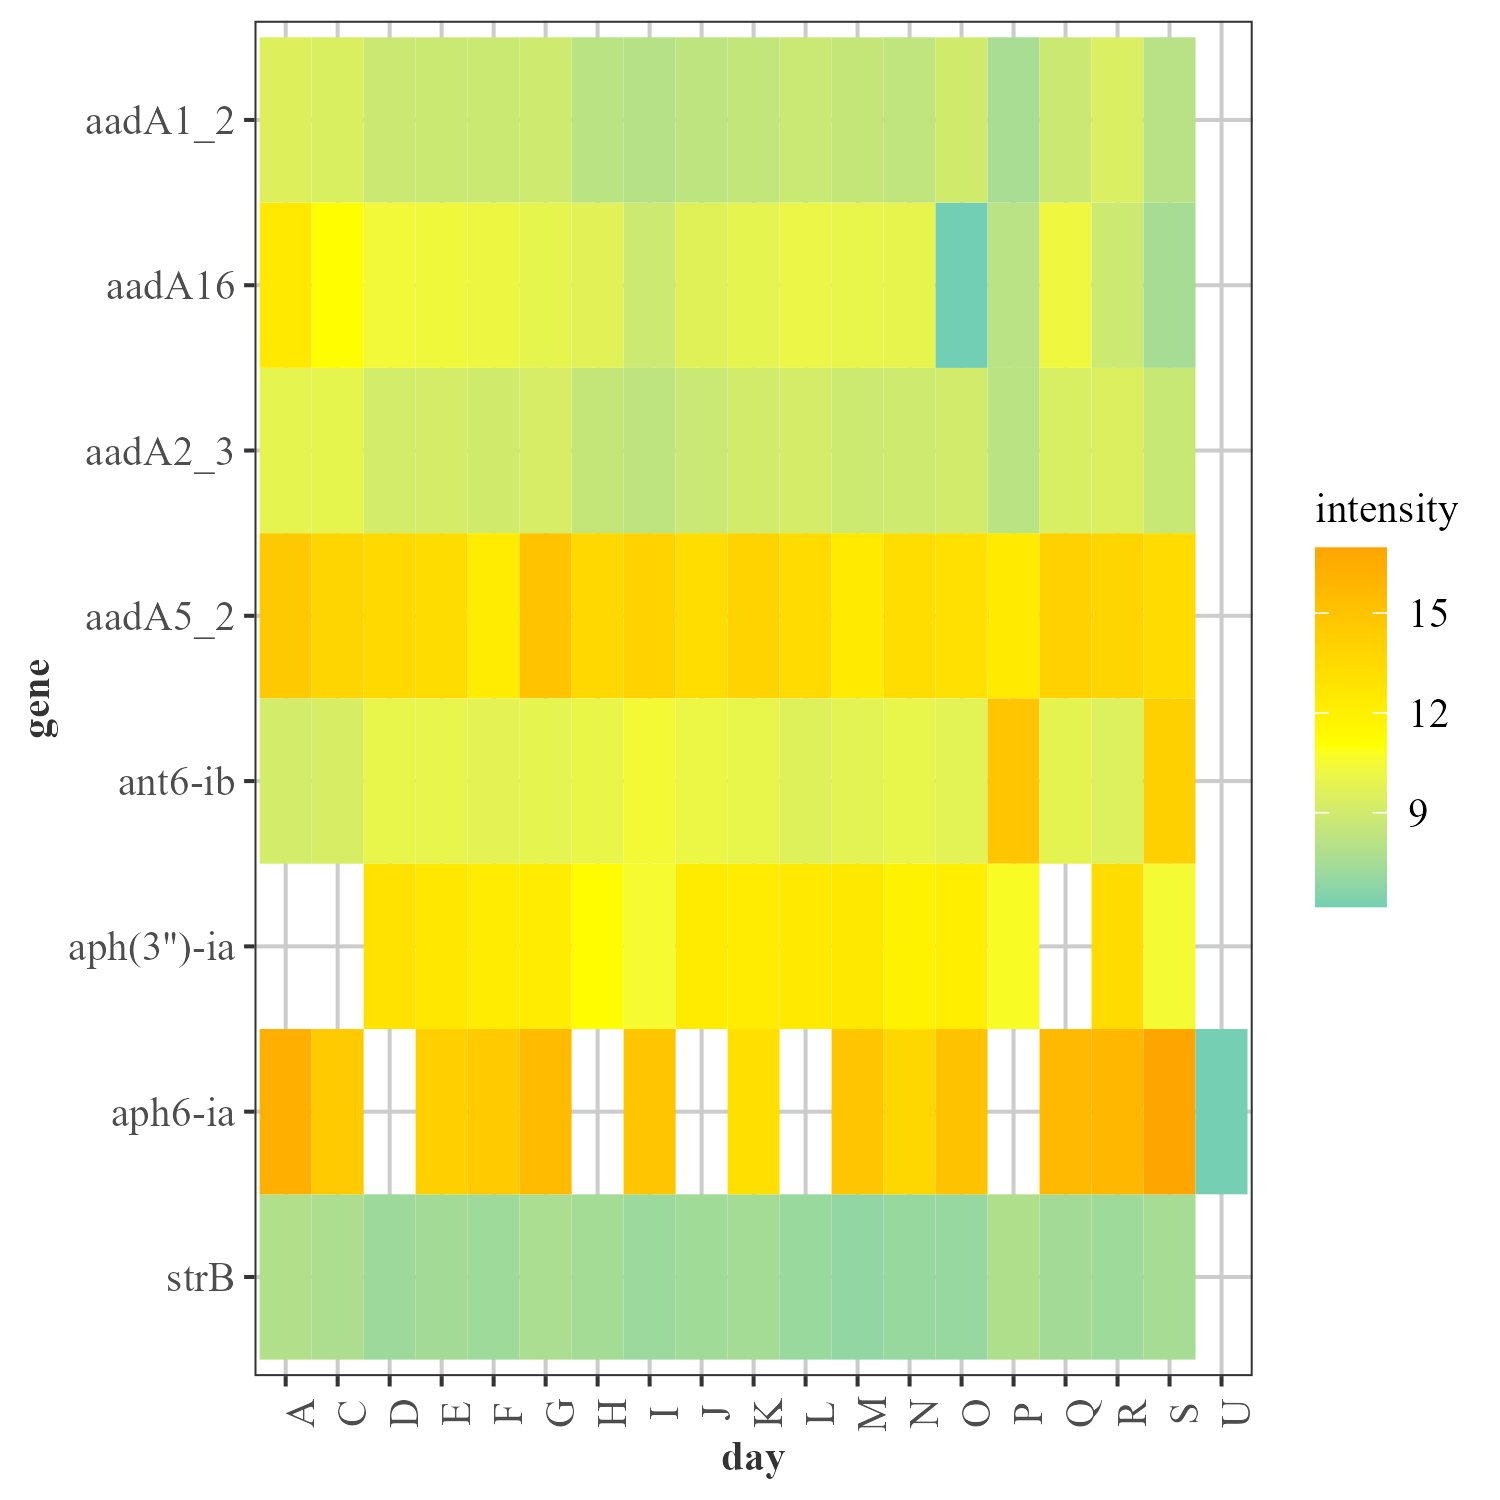 aadA1_2
aadA16
aadA2_3
aadA5_2
ant6-ib
aph(3")-ia
aph6-ia
strB
gene
A C D E F G H I J K L M N O P Q R S U
day
intensity
15
12
9